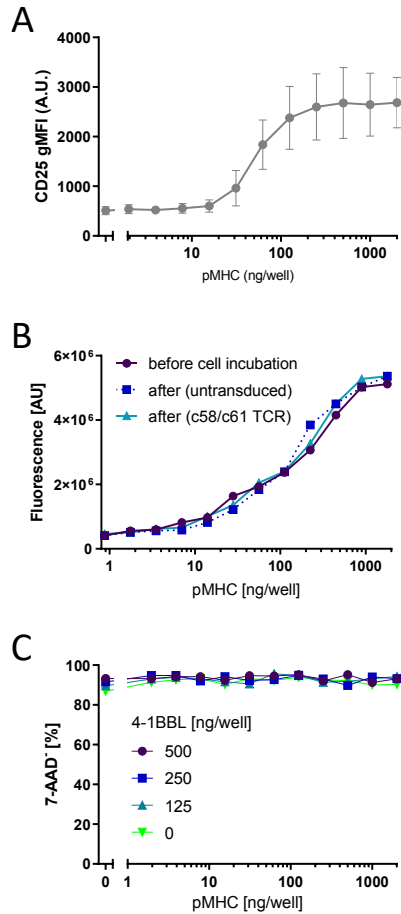 A
CD25 gMFI (A.U.)
4000
3000
2000
1000
0
10
100
1000
pMHC (ng/well)
B
Fluorescence [AU]
6×10⁶
4×10⁶
2×10⁶
0
before cell incubation
after (untransduced)
after (c58/c61 TCR)
1
10
100
1000
pMHC [ng/well]
C
7-AAD⁻ [%]
100
80
60
40
20
0
4-1BBL [ng/well]
500
250
125
0
0 1 10 100 1000
pMHC [ng/well]